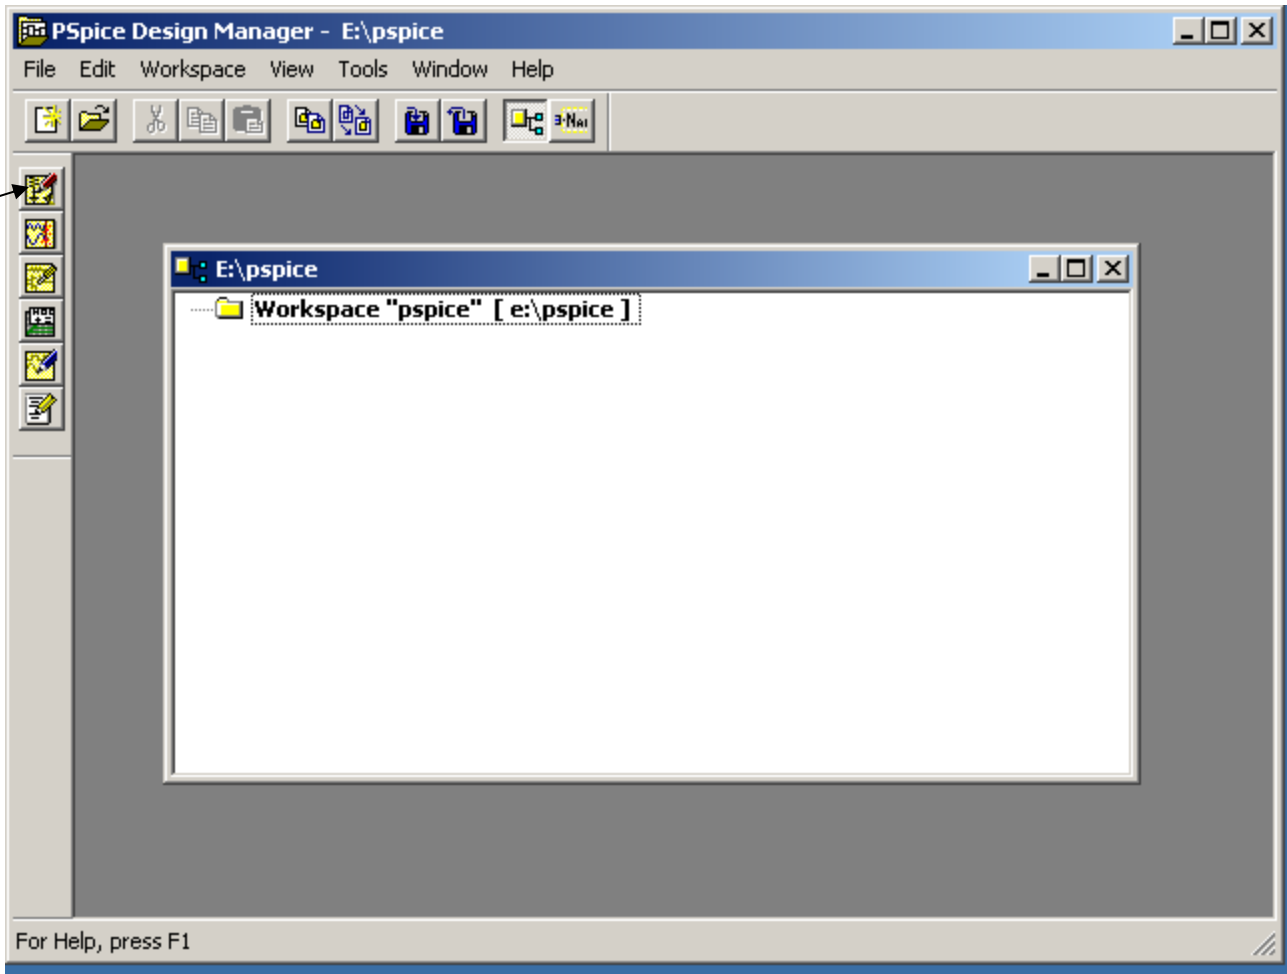 PSpice Design Manager - E:\pspice
File Edit Workspace View Tools Window Help
E:\pspice
Workspace "pspice" [ e:\pspice ]
For Help, press F1